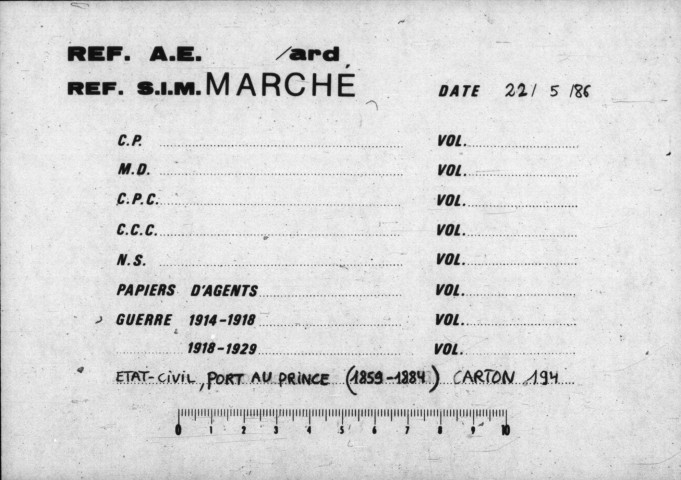 REF. A.E. /ard
REF. S.I.M. MARCHÉ DATE 22/ 5 /86
C.P. VOL.
M.D. VOL.
C.P.C. VOL.
C.C.C. VOL.
N.S. VOL.
PAPIERS D'AGENTS VOL.
GUERRE 1914-1918 VOL.
1918-1929 VOL.
ETAT-CIVIL, PORT AU PRINCE (1859-1884) CARTON 194
0 1 2 3 4 5 6 7 8 9 10